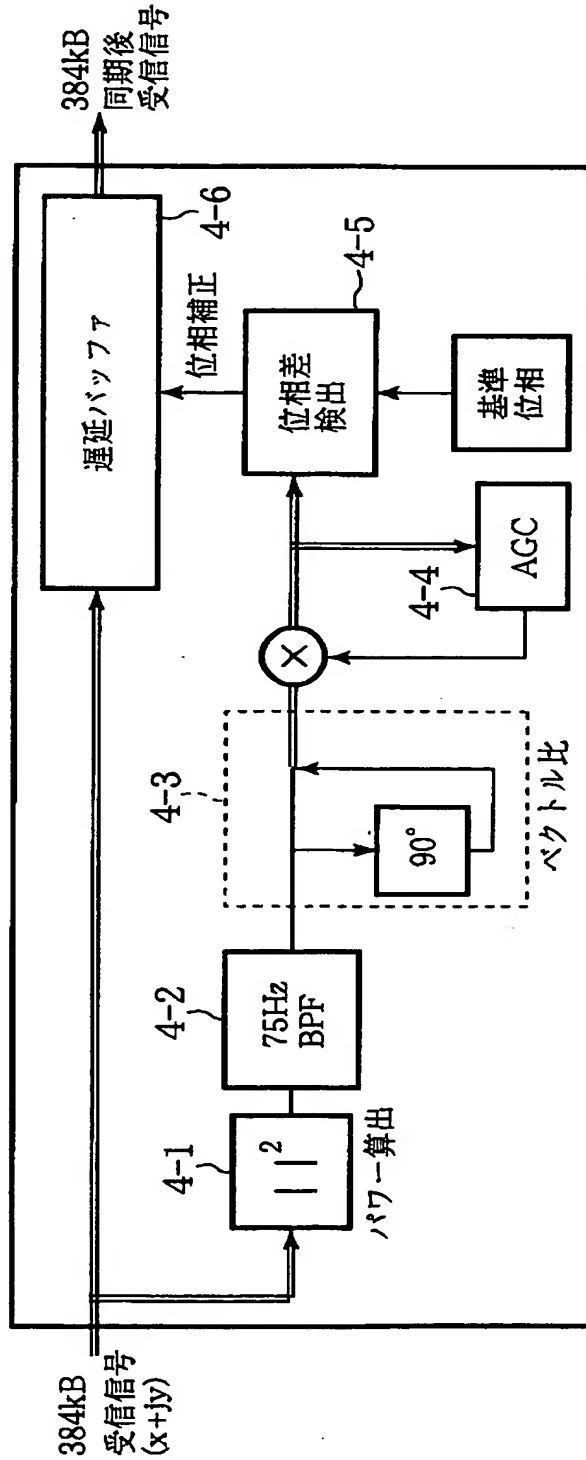 384kB
受信信号
(x+jy)
4-1
| |²
パワー算出
4-2
75Hz
BPF
4-3
90°
ベクトル比
X
4-4
AGC
4-5
位相差
検出
基準
位相
位相補正
4-6
遅延バッファ
384kB
同期後
受信信号